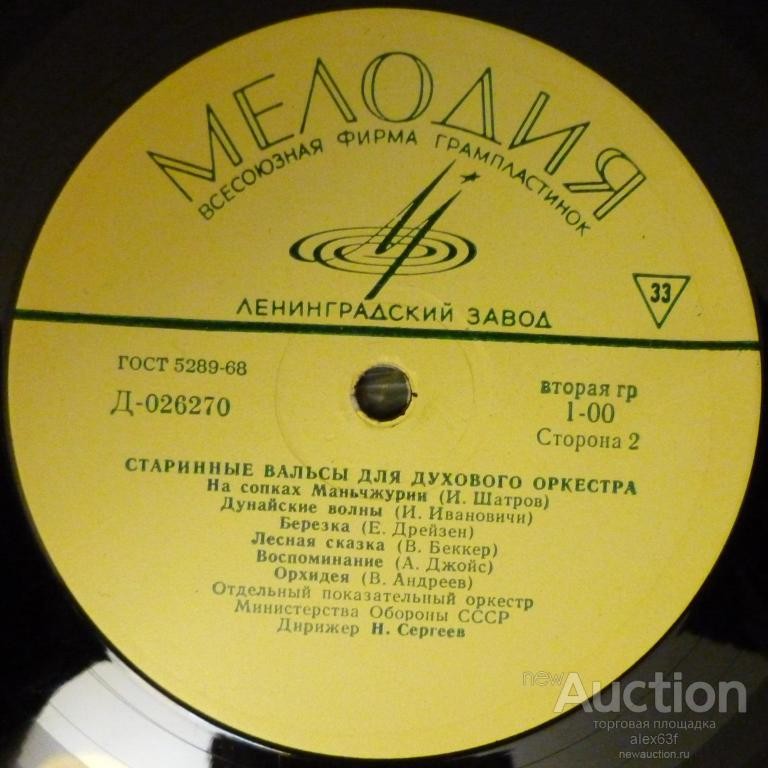 МЕЛОДИЯ
ВСЕСОЮЗНАЯ ФИРМА ГРАМПЛАСТИНОК
ЛЕНИНГРАДСКИЙ ЗАВОД
33
ГОСТ 5289-68
Д-026270
вторая гр
1-00
Сторона 2
СТАРИННЫЕ ВАЛЬСЫ ДЛЯ ДУХОВОГО ОРКЕСТРА
На сопках Маньчжурии (И. Шатров)
Дунайские волны (И. Ивановичи)
Березка (Е. Дрейзен)
Лесная сказка (В. Беккер)
Воспоминание (А. Джойс)
Орхидея (В. Андреев)
Отдельный показательный оркестр
Министерства Обороны СССР
Дирижер Н. Сергеев
newAuction
торговая площадка
alex63f
newauction.ru